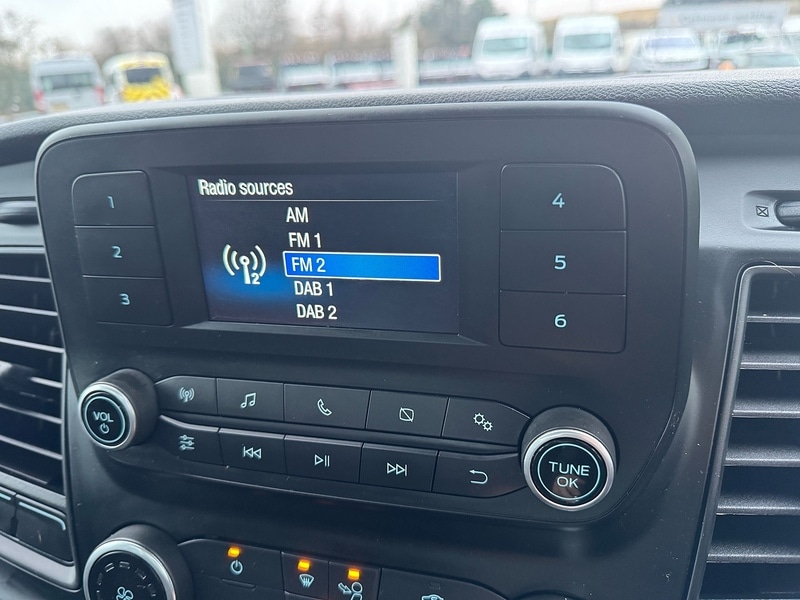 Radio sources
AM
FM 1
FM 2
DAB 1
DAB 2
2
1
2
3
4
5
6
VOL
TUNE
OK